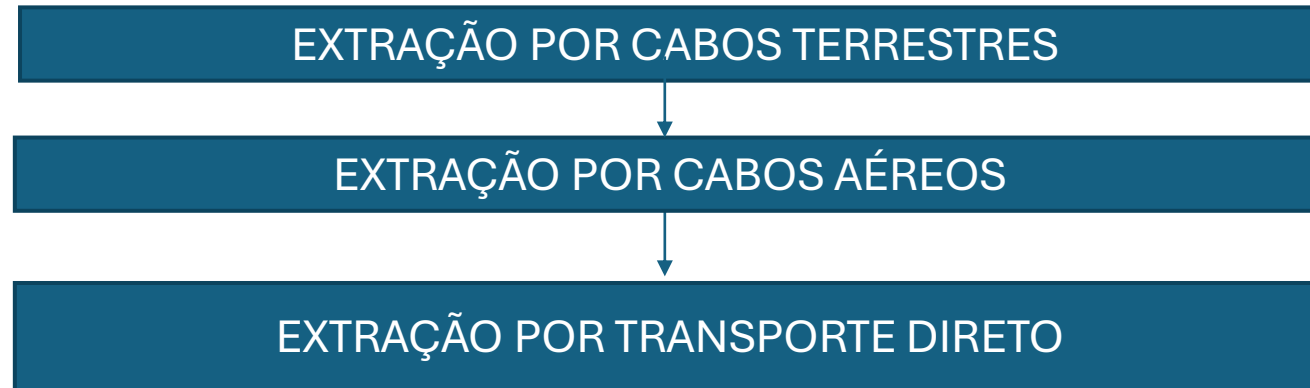 EXTRAÇÃO POR CABOS TERRESTRES
EXTRAÇÃO POR CABOS AÉREOS
EXTRAÇÃO POR TRANSPORTE DIRETO